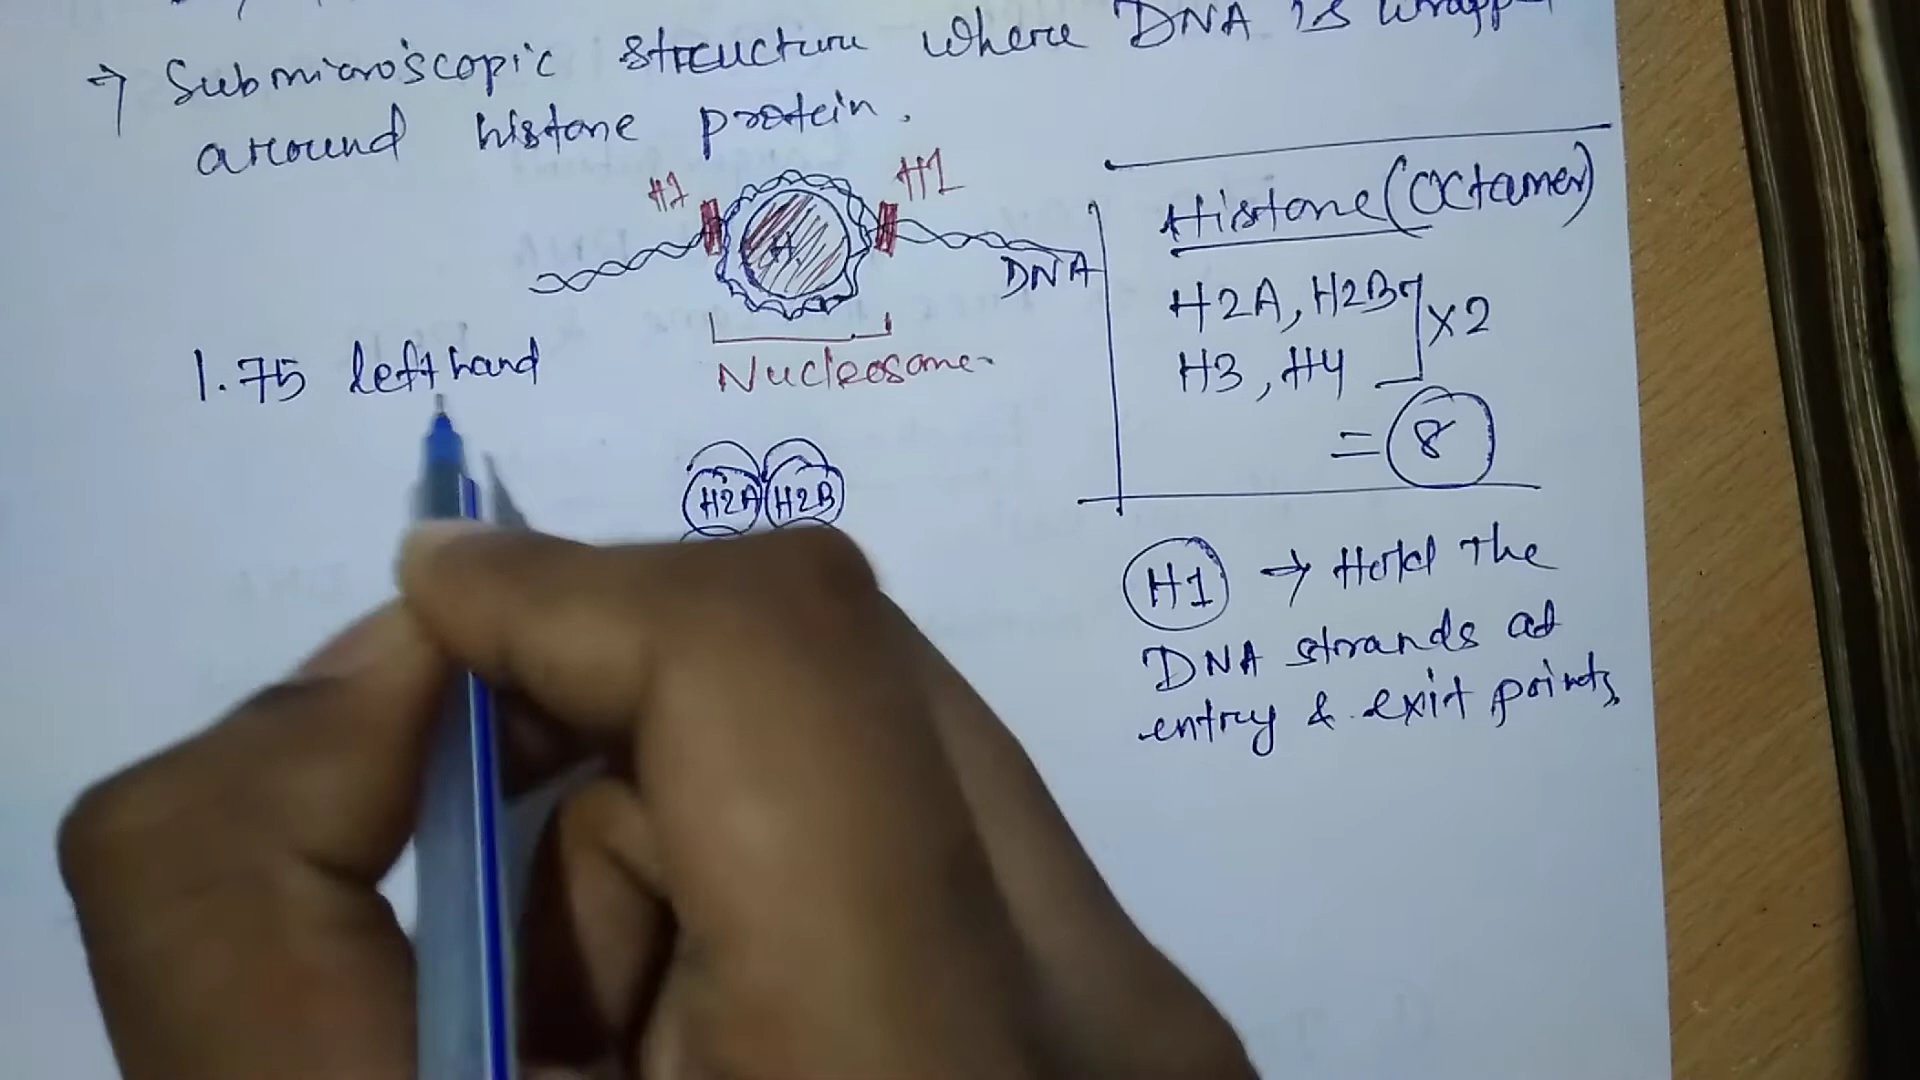 → Submicroscopic structure where DNA is
around histone protein.
H1
H1
H
DNA
Nucleosome
1.75 left hand
H2A H2B
Histone (Octamer)
H2A, H2B
H3, H4
x2
= 8
H1 → Hold the
DNA strands at
entry & exit points